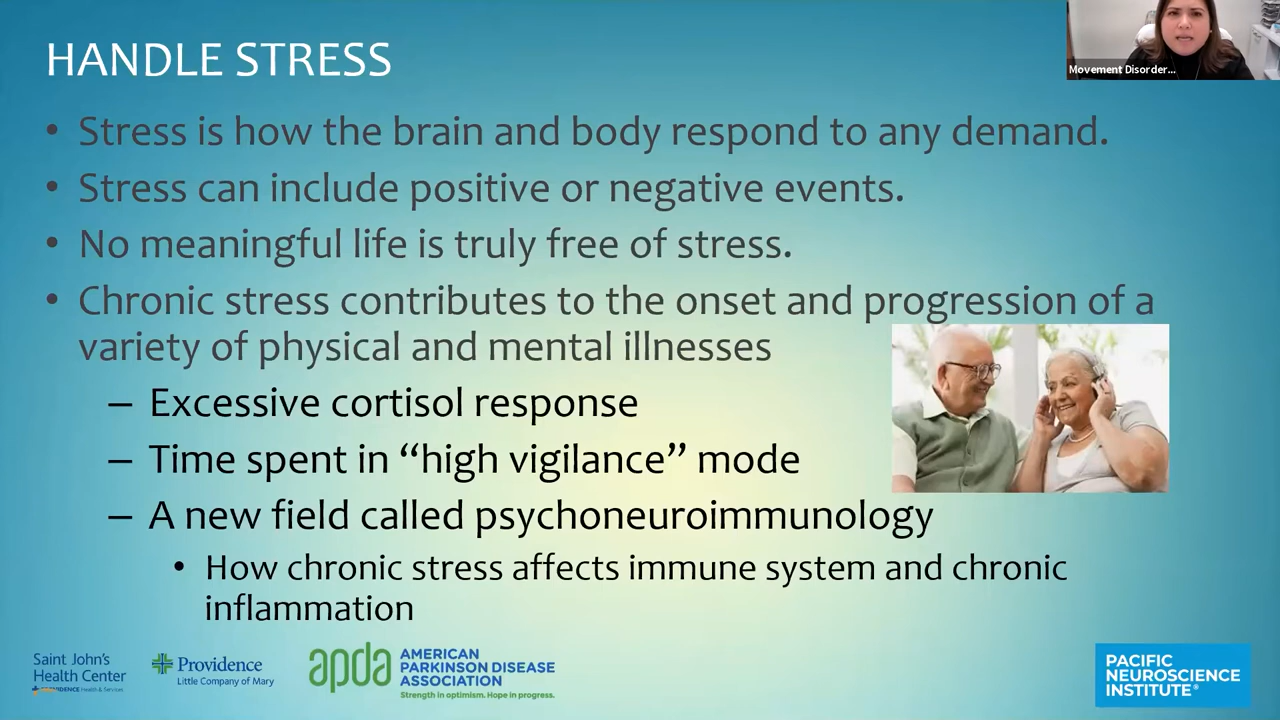 HANDLE STRESS
Movement Disorder...
• Stress is how the brain and body respond to any demand.
• Stress can include positive or negative events.
• No meaningful life is truly free of stress.
• Chronic stress contributes to the onset and progression of a
variety of physical and mental illnesses
– Excessive cortisol response
– Time spent in “high vigilance” mode
– A new field called psychoneuroimmunology
• How chronic stress affects immune system and chronic
inflammation
Saint John's
Health Center
PROVIDENCE Health & Services
Providence
Little Company of Mary
apda
AMERICAN
PARKINSON DISEASE
ASSOCIATION
Strength in optimism. Hope in progress.
PACIFIC
NEUROSCIENCE
INSTITUTE®